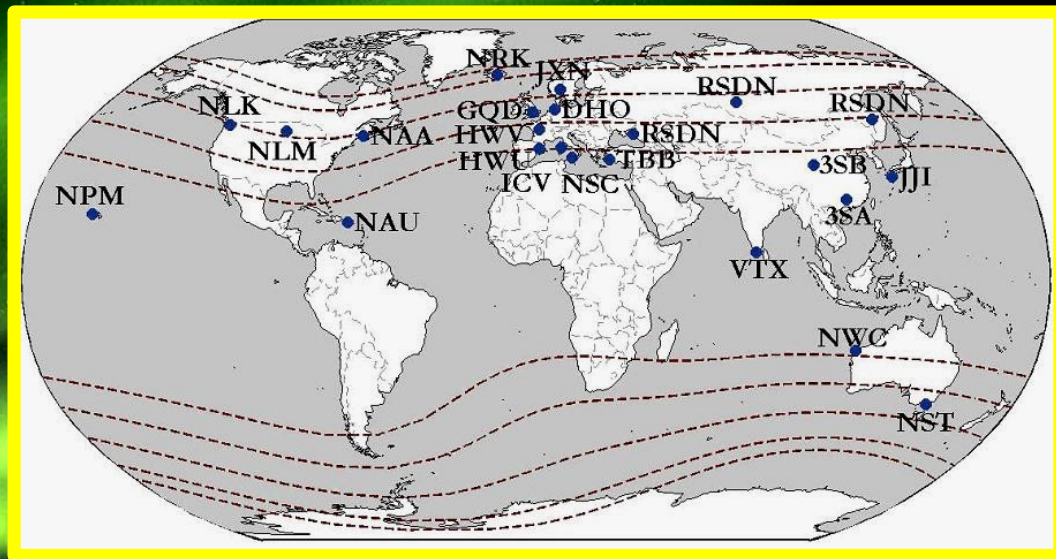 NRK
JXN
RSDN
NLK
GQD
DHO
RSDN
NAA
HWV
RSDN
NLM
HWU
TBB
3SB
ICV
NSC
JJI
NPM
NAU
3SA
VTX
NWC
NST